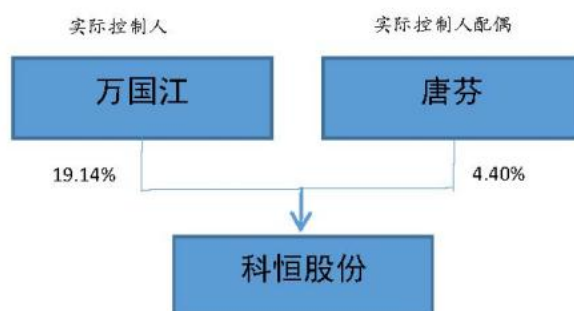 实际控制人
实际控制人配偶
万国江
唐芬
19.14%
4.40%
科恒股份